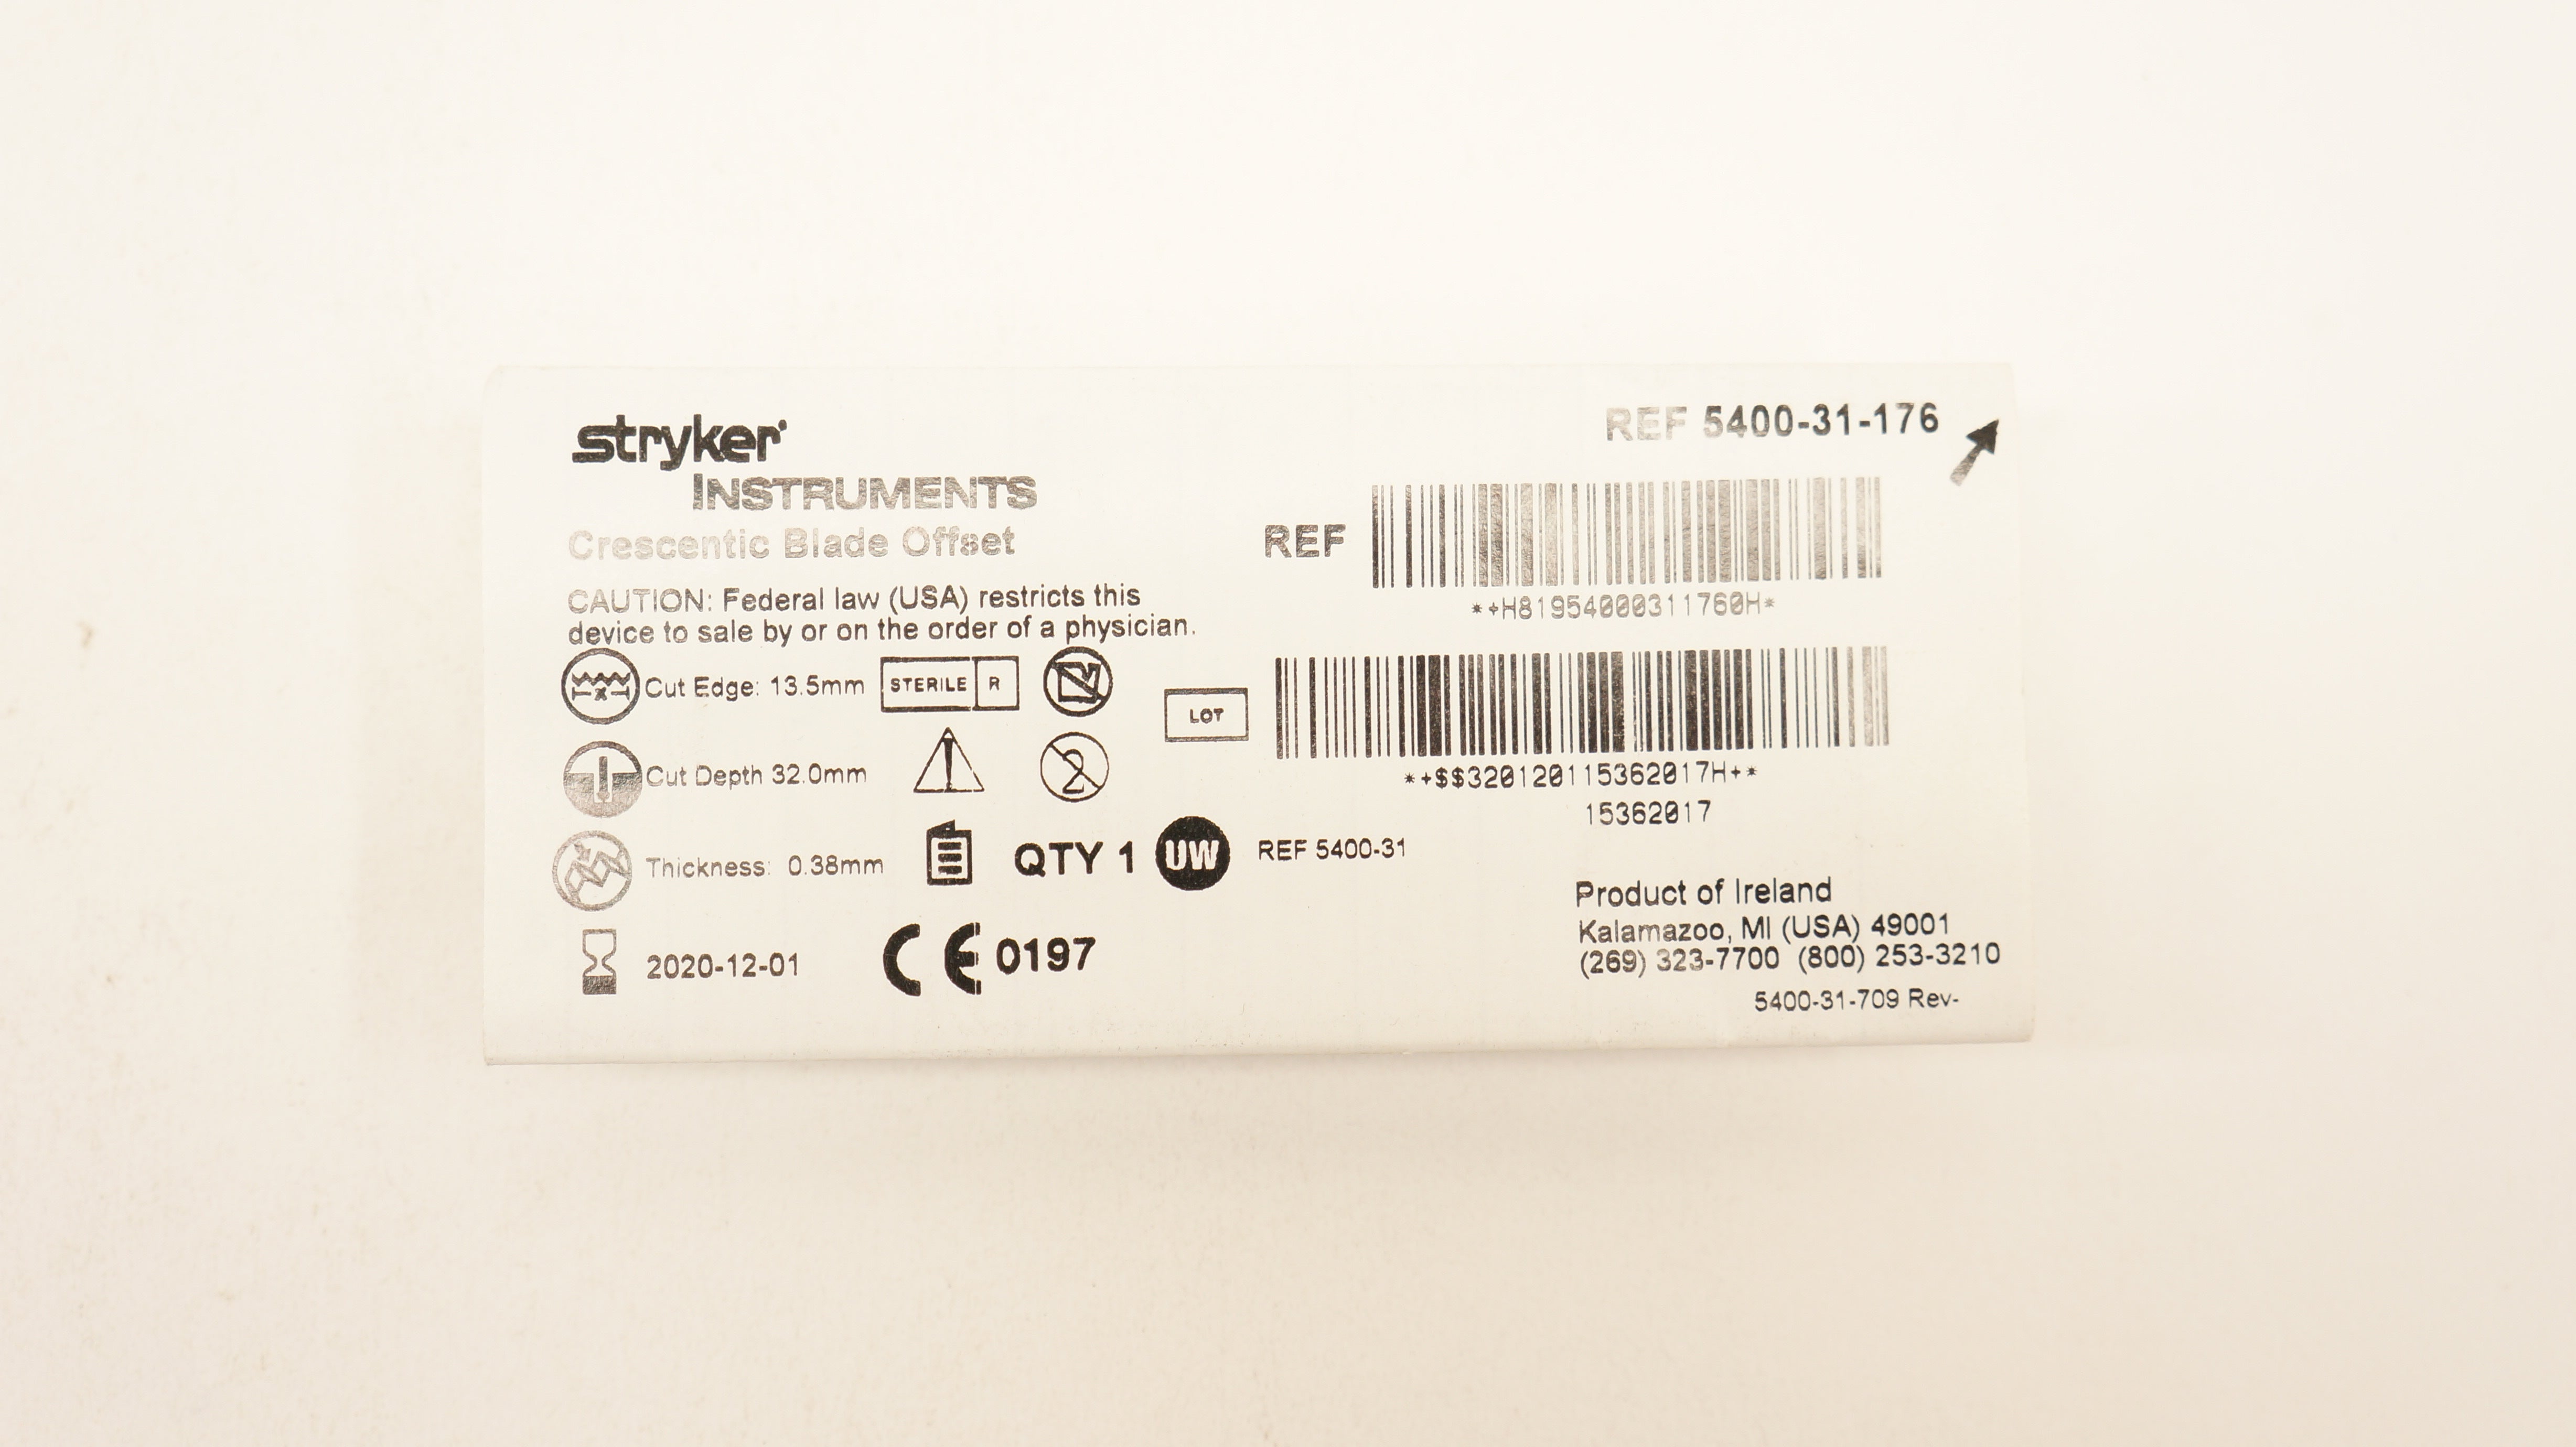 stryker
INSTRUMENTS
Crescentic Blade Offset
CAUTION: Federal law (USA) restricts this
device to sale by or on the order of a physician.
Cut Edge: 13.5mm
STERILE R
Cut Depth 32.0mm
2
Thickness: 0.38mm
QTY 1
UW
REF 5400-31
2020-12-01
CE 0197
REF 5400-31-176
REF
*+H81954000311760H*
LOT
*+$$320120115362017H+*
15362017
Product of Ireland
Kalamazoo, MI (USA) 49001
(269) 323-7700 (800) 253-3210
5400-31-709 Rev-